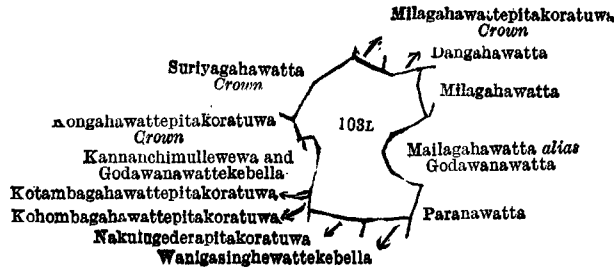 Milagahawattepitakoratuwa
Crown
Dangahawatta
Suriyagahawatta
Crown
Milagahawatta
103L
Kongahawattepitakoratuwa
Crown
Mailagahawatta alias
Godawanawatta
Kannanchimullewewa and
Godawanawattekebella
Kotambagahawattepitakoratuwa
Kohombagahawattepitakoratuwa
Paranawatta
Nakulugederapitakoratuwa
Wanigasinghewattekebella